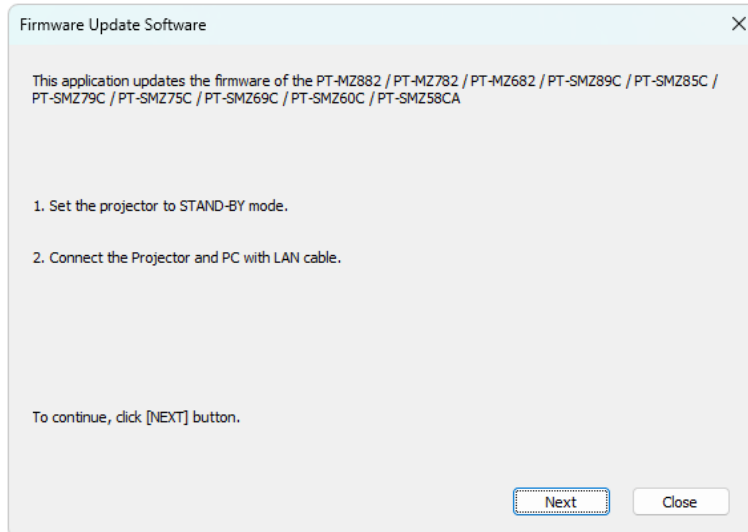 Firmware Update Software
This application updates the firmware of the PT-MZ882 / PT-MZ782 / PT-MZ682 / PT-SMZ89C / PT-SMZ85C /
PT-SMZ79C / PT-SMZ75C / PT-SMZ69C / PT-SMZ60C / PT-SMZ58CA
1. Set the projector to STAND-BY mode.
2. Connect the Projector and PC with LAN cable.
To continue, click [NEXT] button.
Next
Close